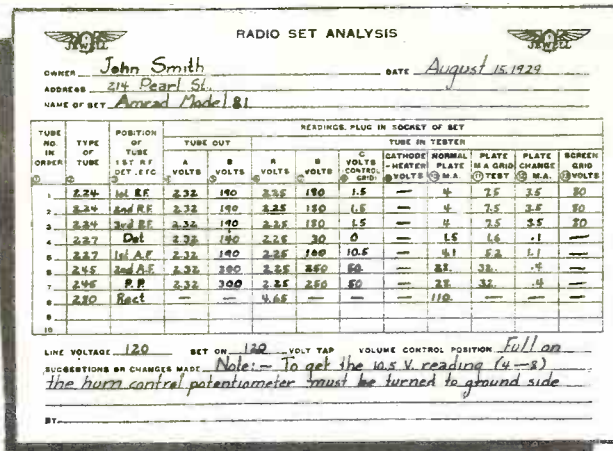 JEWELL RADIO SET ANALYSIS JEWELL
OWNER John Smith DATE August 15, 1929
ADDRESS 214 Pearl St.
NAME OF SET Amrad Model 81
READINGS, PLUG IN SOCKET OF SET
TUBE NO. IN ORDER TYPE OF TUBE POSITION OF TUBE 1ST R.F. DET., ETC. TUBE OUT TUBE IN TESTER
A VOLTS B VOLTS A VOLTS B VOLTS C VOLTS CONTROL GRID CATHODE HEATER VOLTS NORMAL PLATE M.A. PLATE M.A. GRID TEST PLATE CHANGE M.A. SCREEN GRID VOLTS
1 224 1st R.F. 2.32 190 2.25 180 1.5 — 4 7.5 3.5 80
2 224 2nd R.F. 2.32 190 2.25 180 1.5 — 4 7.5 3.5 80
3 224 3rd R.F. 2.32 190 2.25 180 1.5 — 4 7.5 3.5 80
4 227 Det 2.32 2.25 30 0 — 1.5 1.6 .1 —
5 227 1st A.F. 2.32 190 2.25 10.5 — 4.1 5.2 1.1 —
6 245 2nd A.F. 2.32 300 2.25 250 50 — 28. 32. .4 —
7 245 P.P. 2.32 300 2.25 250 50 — 28. 32. .4 —
8 280 Rect — — 4.65 — — — 110 — — —
9
10
LINE VOLTAGE 120 SET ON 120 VOLT TAP VOLUME CONTROL POSITION Full on
SUGGESTIONS OR CHANGES MADE Note:- To get the 10.5 V. reading (4-8)
the hum control potentiometer must be turned to ground side
BY